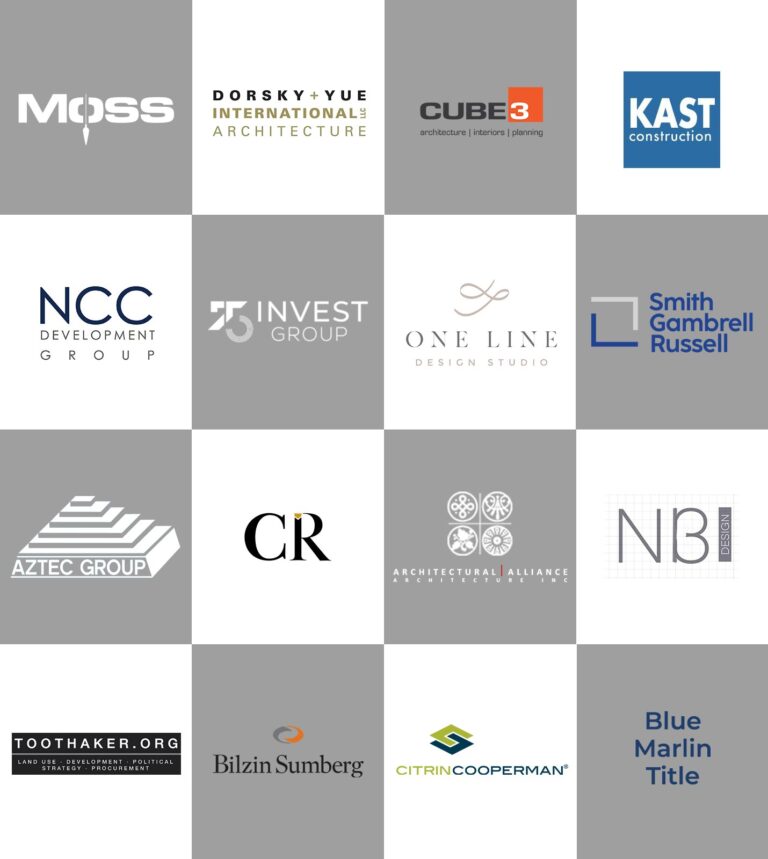 Moss
DORSKY + YUE
INTERNATIONAL LLC
ARCHITECTURE
CUBE 3
architecture | interiors | planning
KAST
construction
NCC
DEVELOPMENT
GROUP
INVEST
GROUP
ONE LINE
DESIGN STUDIO
Smith
Gambrell
Russell
AZTEC GROUP
CR
ARCHITECTURAL | ALLIANCE
ARCHITECTURE INC
NB DESIGN
TOOTHAKER.ORG
LAND USE · DEVELOPMENT · POLITICAL
STRATEGY · PROCUREMENT
Bilzin Sumberg
CITRINCOOPERMAN®
Blue
Marlin
Title